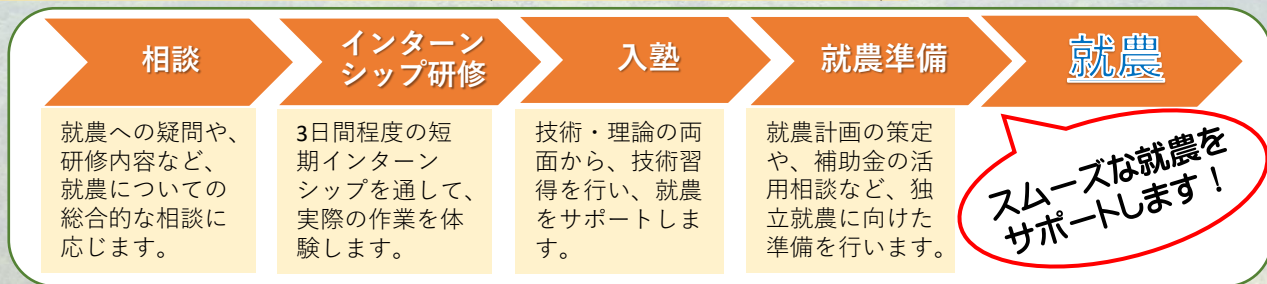 相談
就農への疑問や、
研修内容など、
就農についての
総合的な相談に
応じます。
インターン
シップ研修
3日間程度の短
期インターン
シップを通して、
実際の作業を体
験します。
入塾
技術・理論の両
面から、技術習
得を行い、就農
をサポートしま
す。
就農準備
就農計画の策定
や、補助金の活
用相談など、独
立就農に向けた
準備を行います。
就農
スムーズな就農を
サポートします！